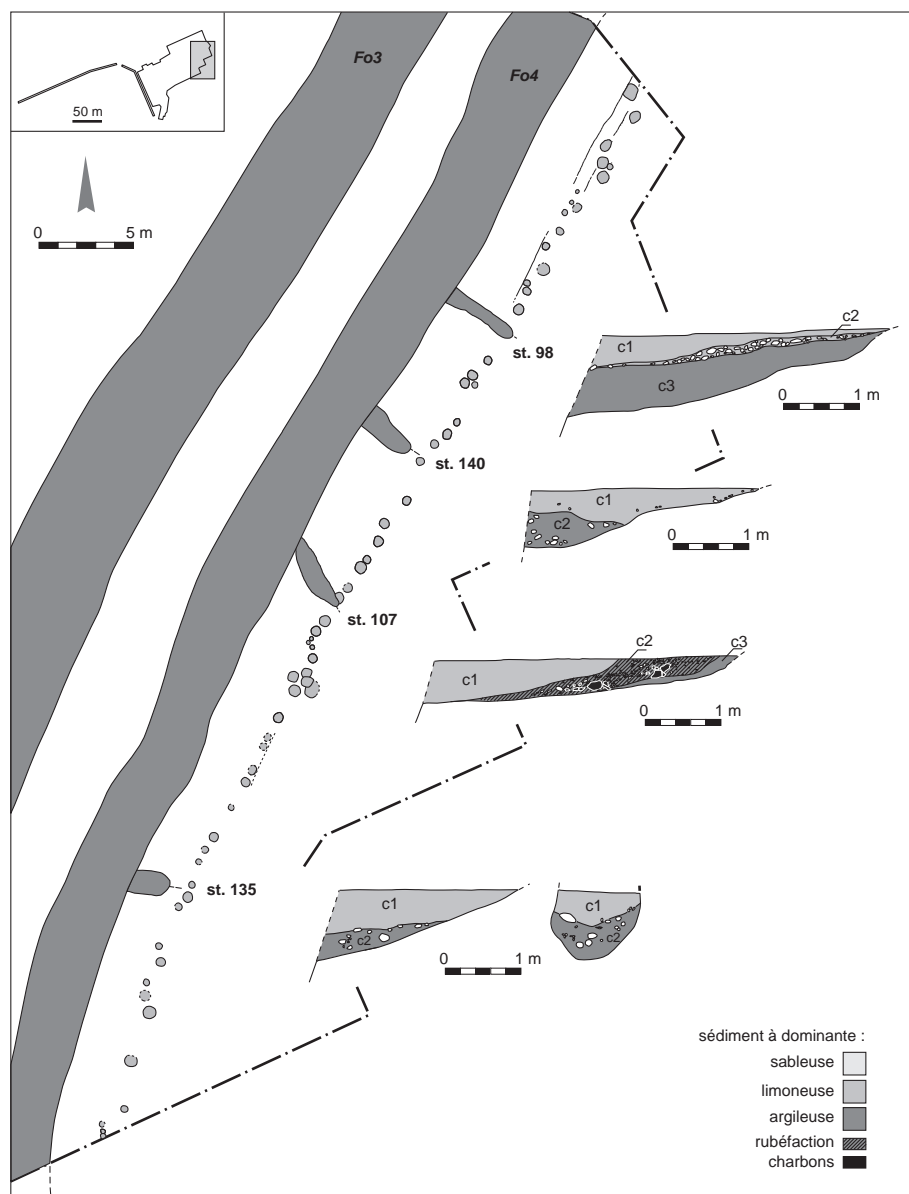 Fo3
Fo4
50 m
0 5 m
st. 98
c2
c1
c3
0 1 m
st. 140
c1
c2
0 1 m
st. 107
c2
c3
c1
0 1 m
st. 135
c1
c2
0 1 m
c1
c2
sédiment à dominante :
sableuse
limoneuse
argileuse
rubéfaction
charbons